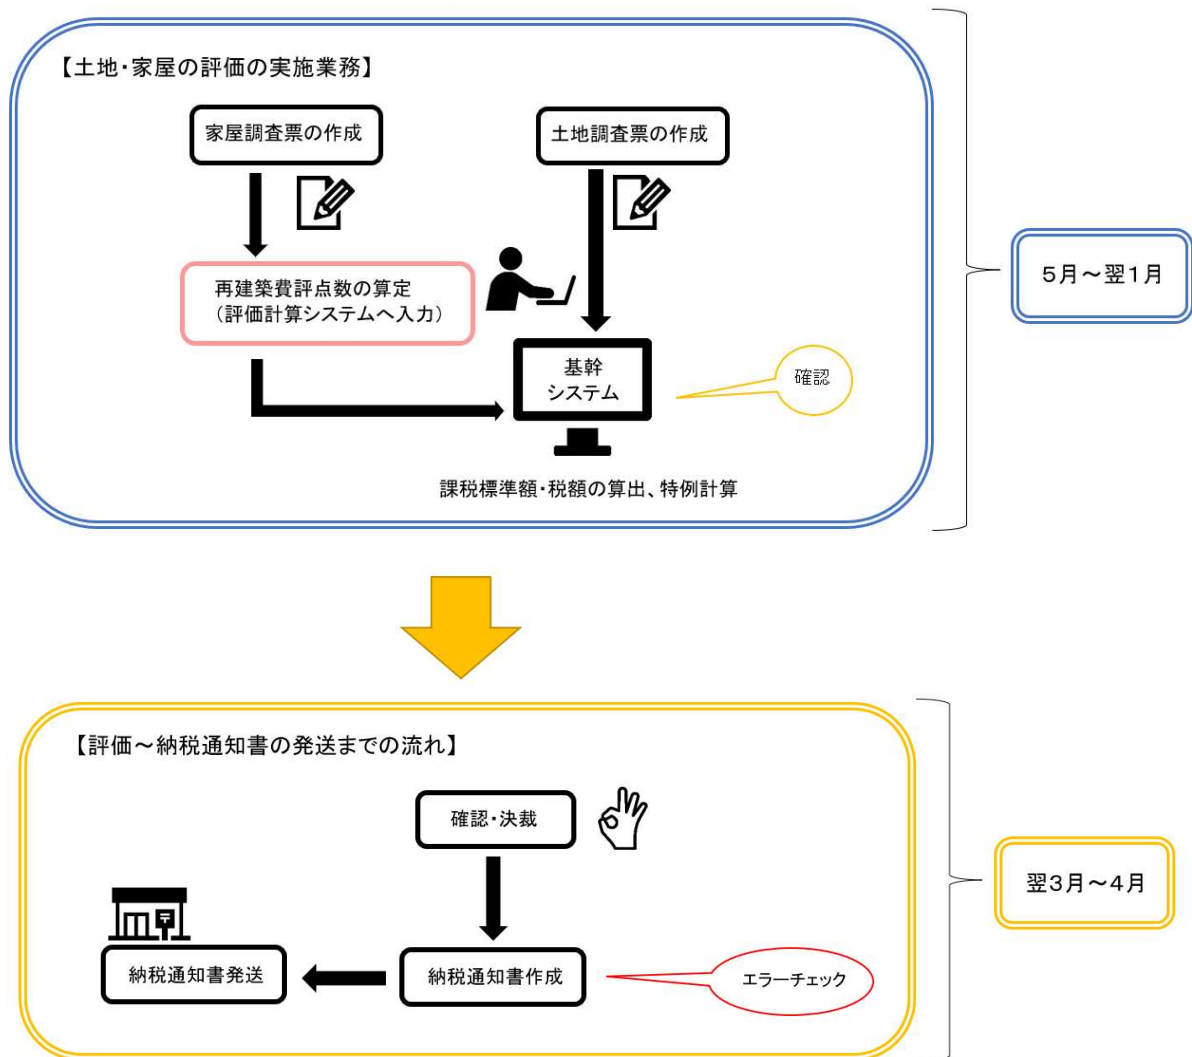 【土地・家屋の評価の実施業務】
家屋調査票の作成
土地調査票の作成
再建築費評点数の算定
（評価計算システムへ入力）
5月～翌1月
基幹
システム
確認
課税標準額・税額の算出、特例計算
【評価～納税通知書の発送までの流れ】
確認・決裁
翌3月～4月
納税通知書発送
納税通知書作成
エラーチェック